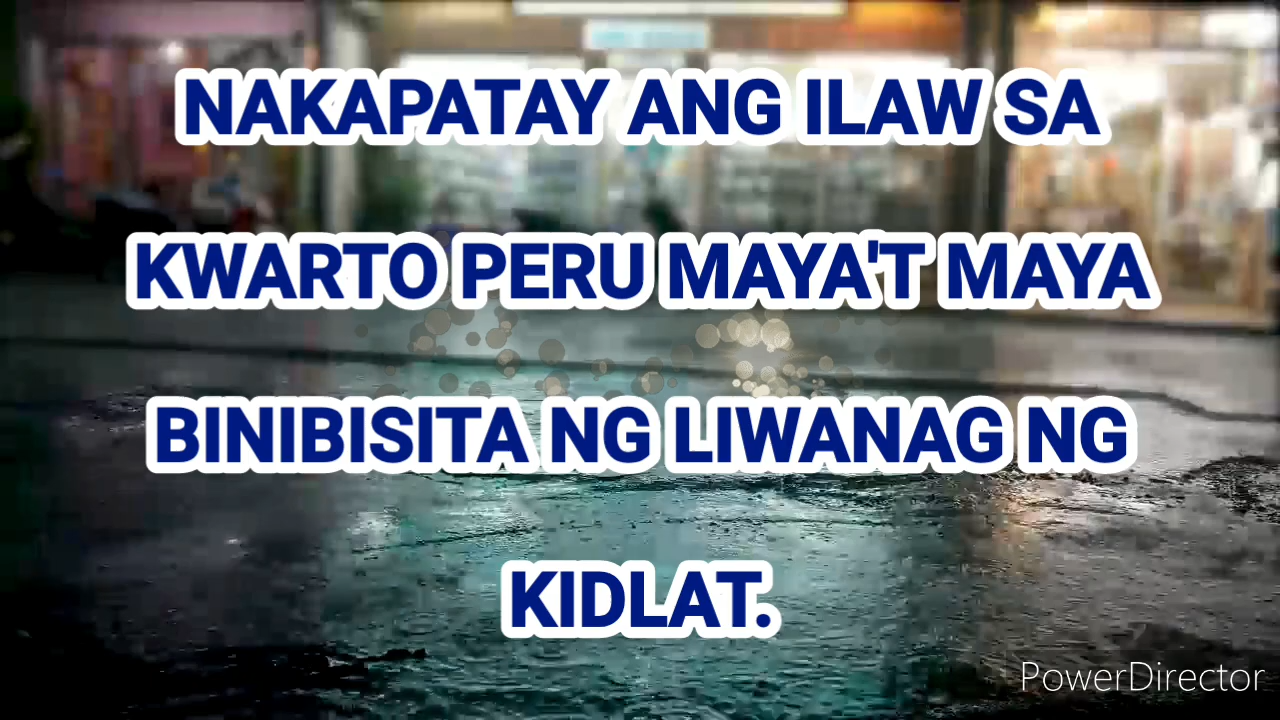 NAKAPATAY ANG ILAW SA
KWARTO PERU MAYA'T MAYA
BINIBISITA NG LIWANAG NG
KIDLAT.
PowerDirector